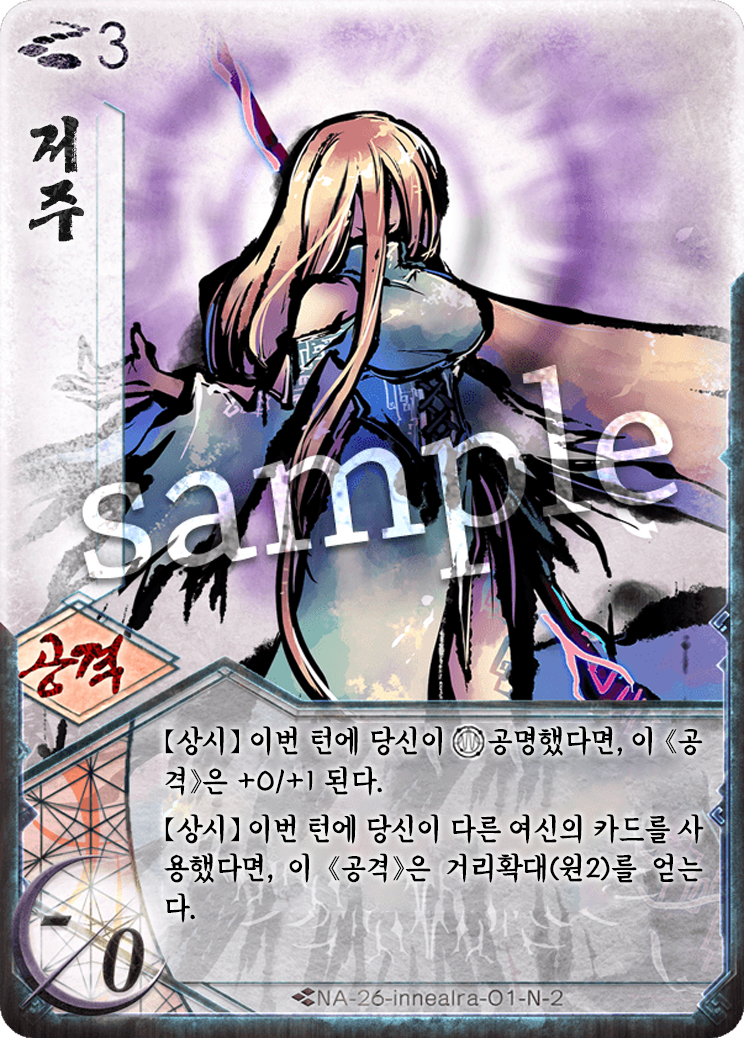 3
저주
sample
공격
【상시】 이번 턴에 당신이 공명했다면, 이 《공
격》은 +0/+1 된다.
【상시】 이번 턴에 당신이 다른 여신의 카드를 사
용했다면, 이 《공격》은 거리확대(원2)를 얻는
다.
-/0
NA-26-innealra-O1-N-2